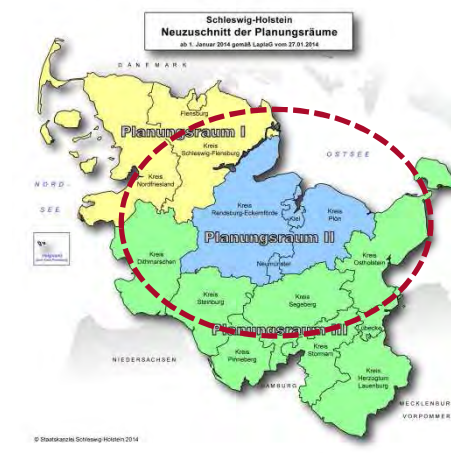 Schleswig-Holstein
Neuzuschnitt der Planungsräume
ab 1. Januar 2014 gemäß LaplaG vom 27.01.2014
DÄNEMARK
Flensburg
Planungsraum I
Kreis
Schleswig-Flensburg
OSTSEE
Kreis
Nordfriesland
NORD-
SEE
Kreis
Rendsburg-Eckernförde
Kiel
Kreis
Plön
Planungsraum II
Kreis
Dithmarschen
Neumünster
Kreis
Ostholstein
Kreis
Steinburg
Kreis
Segeberg
Planungsraum III
Lübeck
Kreis
Pinneberg
Kreis
Stormarn
NIEDERSACHSEN
HAMBURG
Kreis
Herzogtum
Lauenburg
MECKLENBUR
VORPOMMER
© Staatskanzlei Schleswig-Holstein 2014